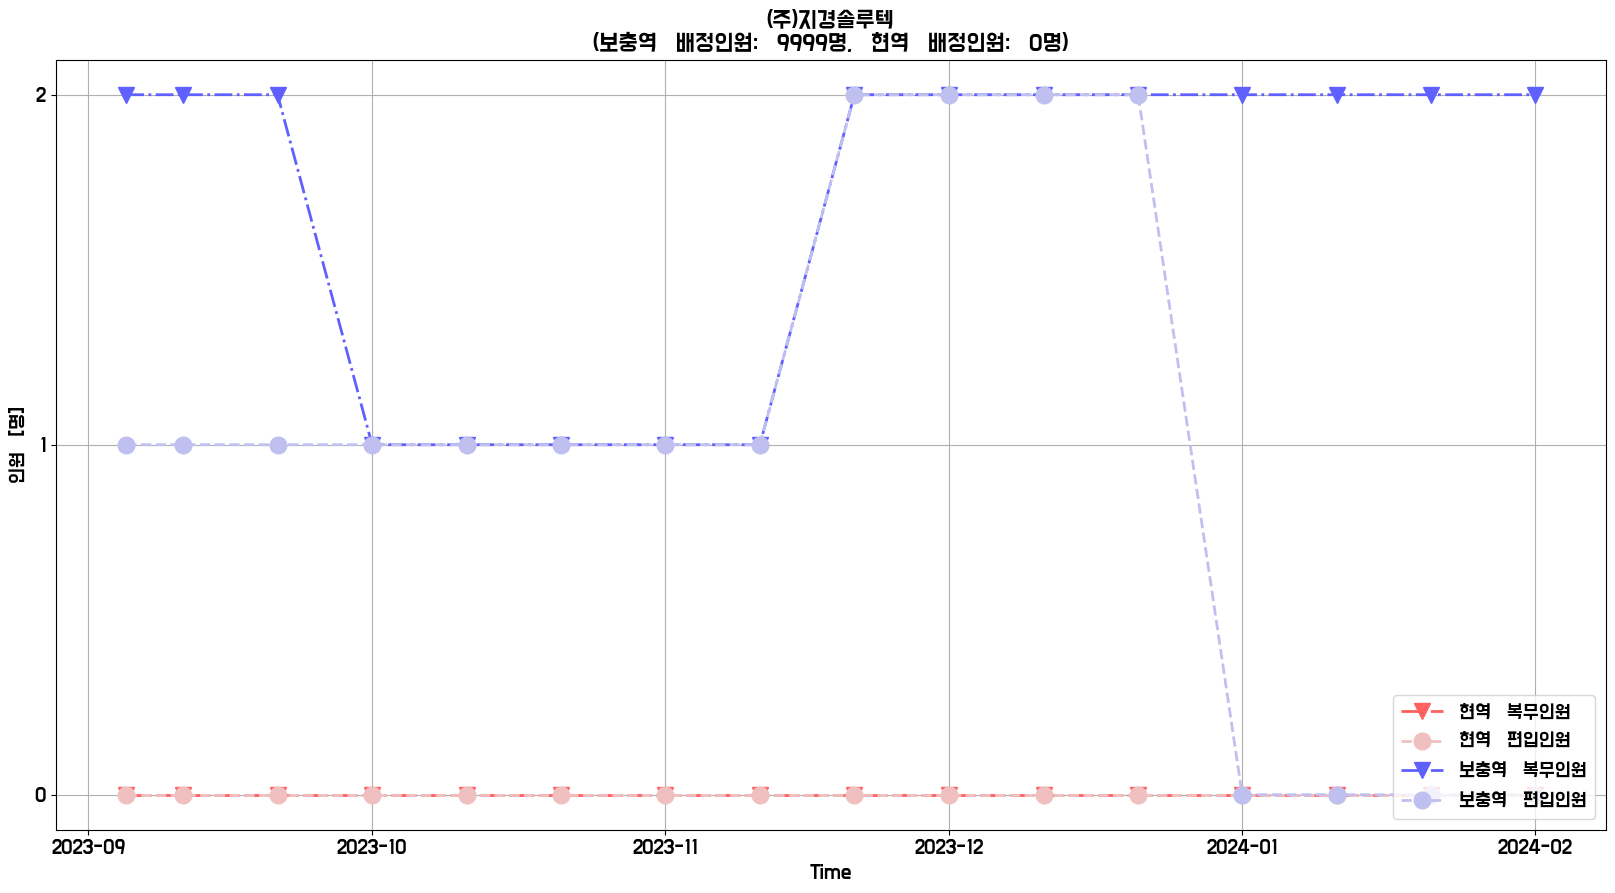 (주)지경솔루텍
(보충역 배정인원: 9999명, 현역 배정인원: 0명)
2
1
0
인원 [명]
현역 복무인원
현역 편입인원
보충역 복무인원
보충역 편입인원
2023-09 2023-10 2023-11 2023-12 2024-01 2024-02
Time